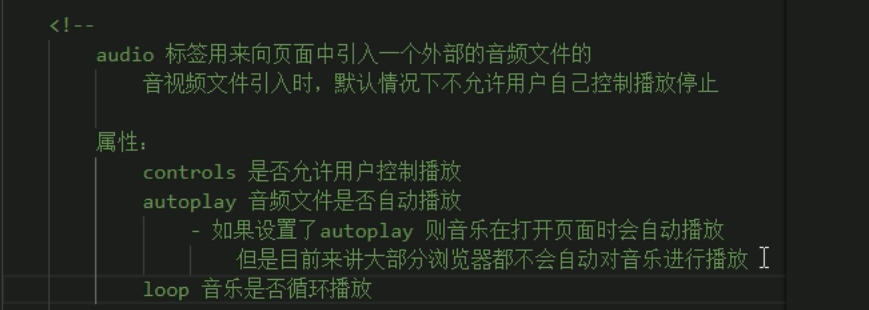 <!--
audio 标签用来向页面中引入一个外部的音频文件的
音视频文件引入时，默认情况下不允许用户自己控制播放停止
属性：
controls 是否允许用户控制播放
autoplay 音频文件是否自动播放
- 如果设置了autoplay 则音乐在打开页面时会自动播放
但是目前来讲大部分浏览器都不会自动对音乐进行播放
loop 音乐是否循环播放